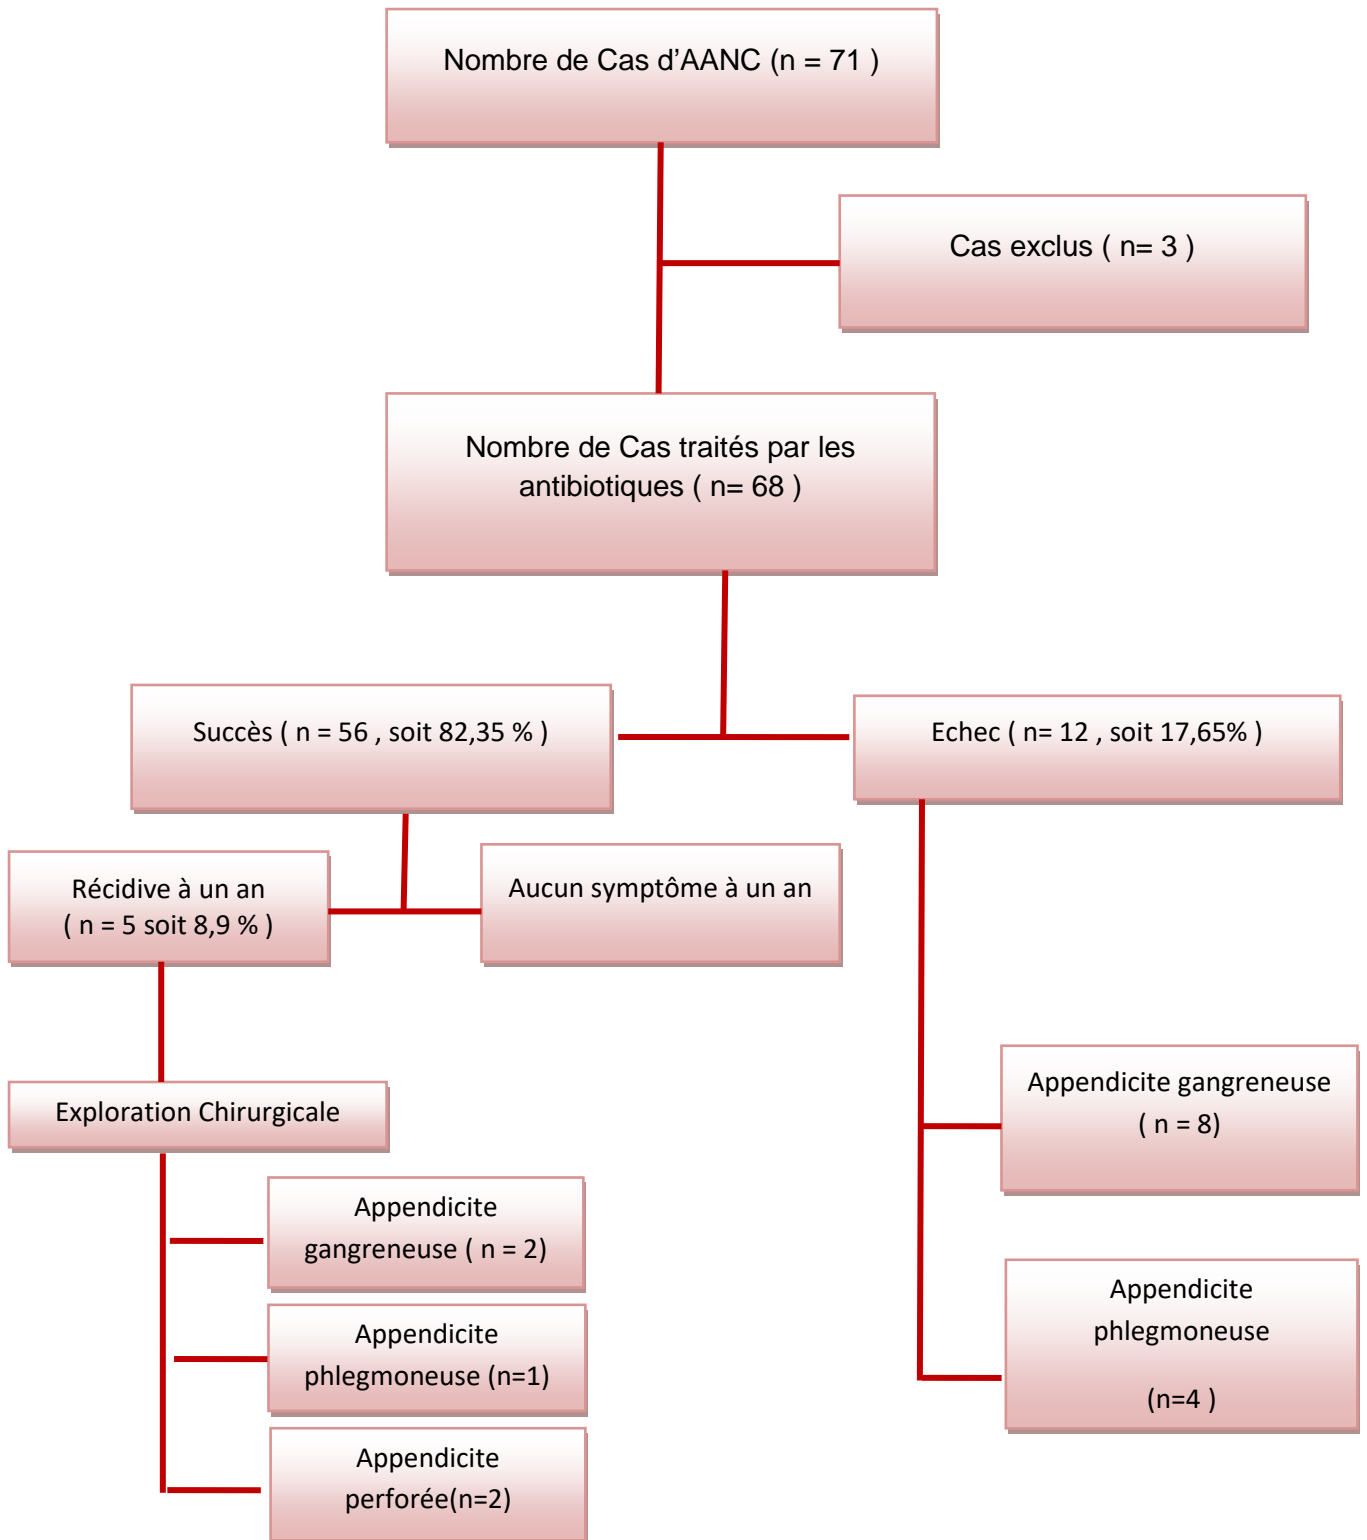 Nombre de Cas d’AANC (n = 71 )
Cas exclus ( n= 3 )
Nombre de Cas traités par les
antibiotiques ( n= 68 )
Succès ( n = 56 , soit 82,35 % )
Echec ( n= 12 , soit 17,65% )
Récidive à un an
( n = 5 soit 8,9 % )
Aucun symptôme à un an
Exploration Chirurgicale
Appendicite
gangreneuse ( n = 2)
Appendicite
phlegmoneuse (n=1)
Appendicite
perforée(n=2)
Appendicite gangreneuse
( n = 8)
Appendicite
phlegmoneuse
(n=4 )